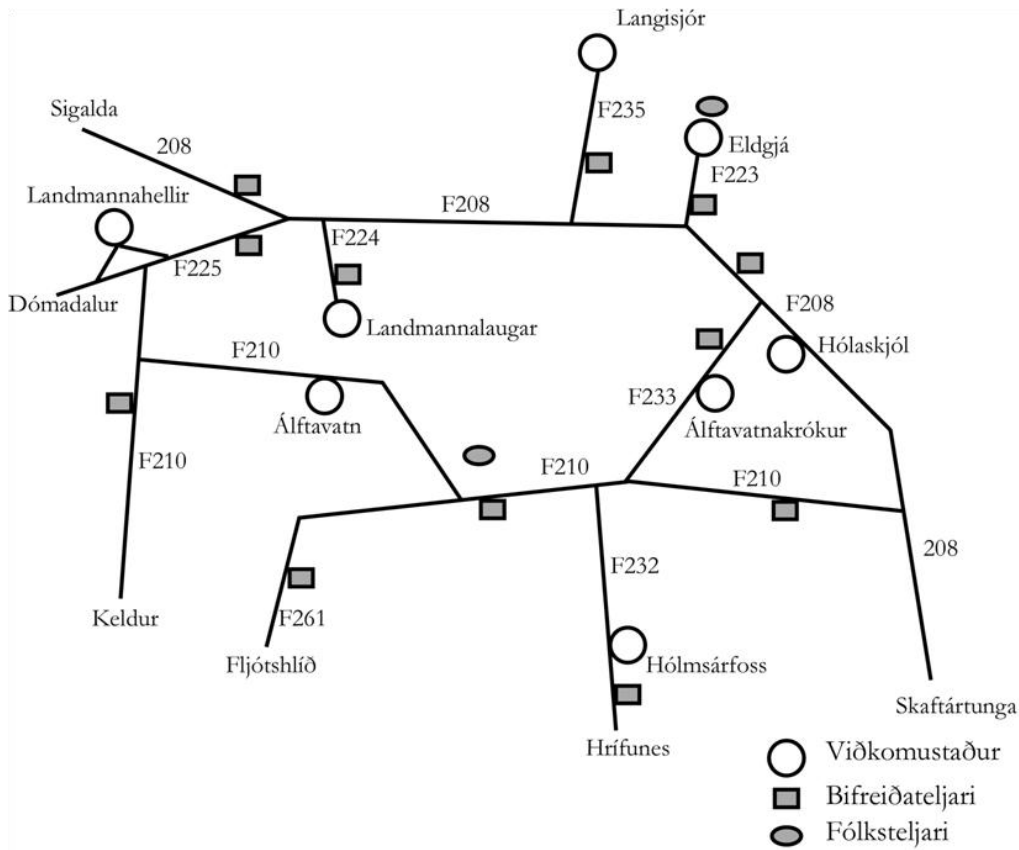 Langisjór
Sigalda
F235
Eldgjá
208
F223
Landmannahellir
F208
F224
F225
Dómadalur
F208
Landmannalaugar
Hólaskjól
F210
F233
Álftavatn
Álftavatnakrókur
F210
F210
F210
208
F232
Keldur
F261
Fljótshlíð
Hólmsárfoss
Skaftártunga
Hrífunes
Viðkomustaður
Bifreiðateljari
Fólksteljari